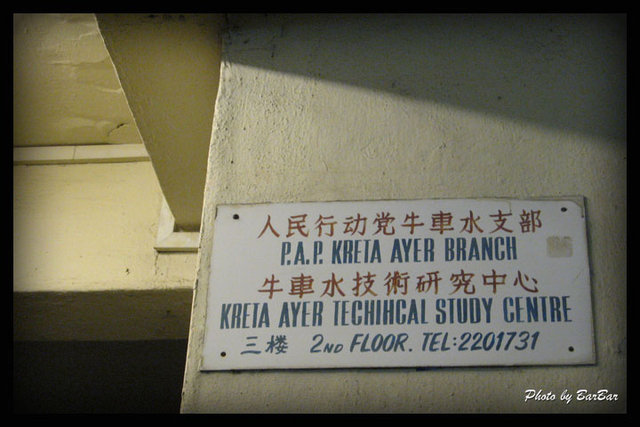 人民行动党牛車水支部
P.A.P. KRETA AYER BRANCH
牛車水技術研究中心
KRETA AYER TECHIHCAL STUDY CENTRE
三楼 2ND FLOOR. TEL:2201731
Photo by BarBar